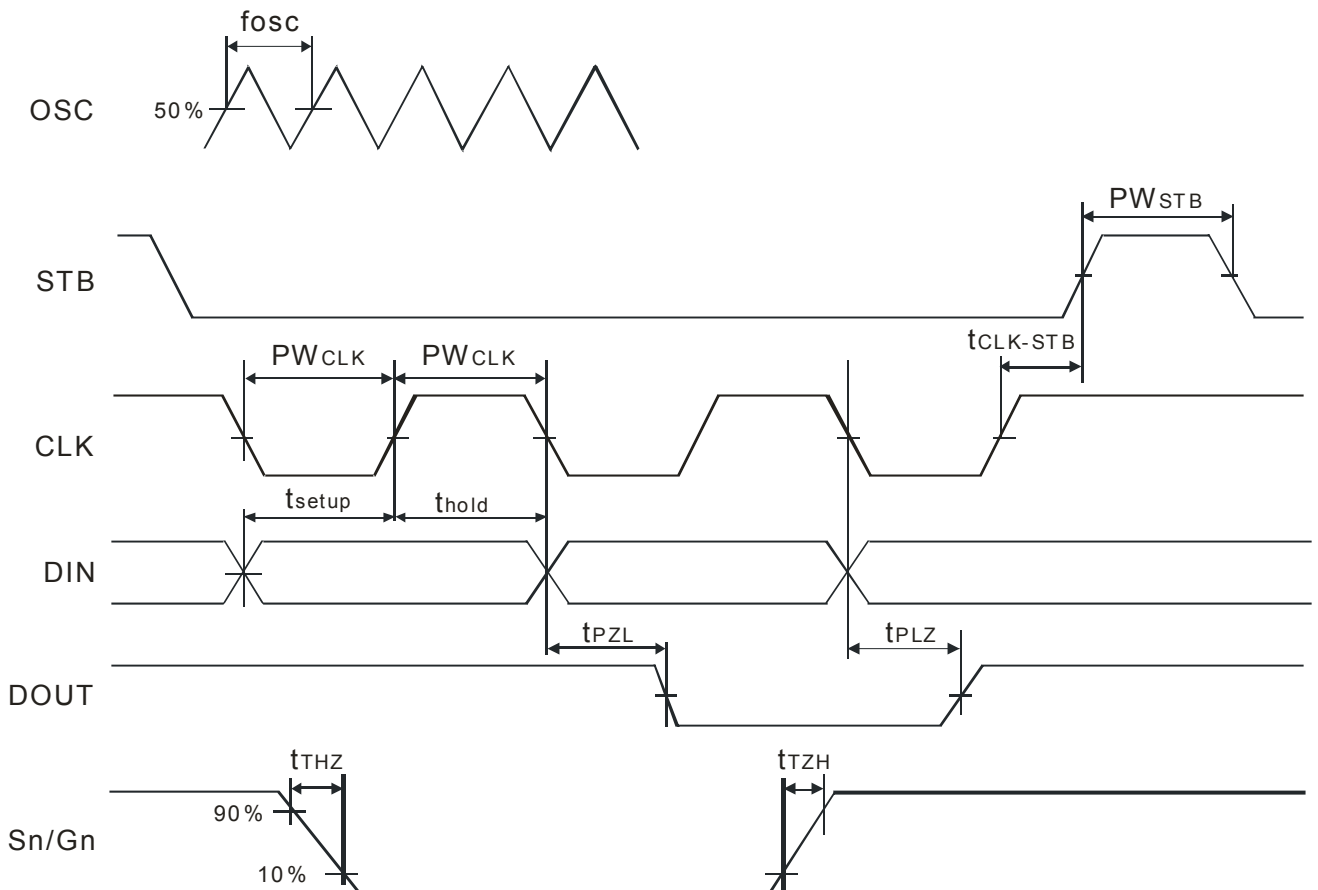 fosc
OSC
50%
PWSTB
STB
tCLK-STB
PWCLK PWCLK
CLK
tsetup thold
DIN
tPZL tPLZ
DOUT
tTHZ tTZH
90%
Sn/Gn
10%